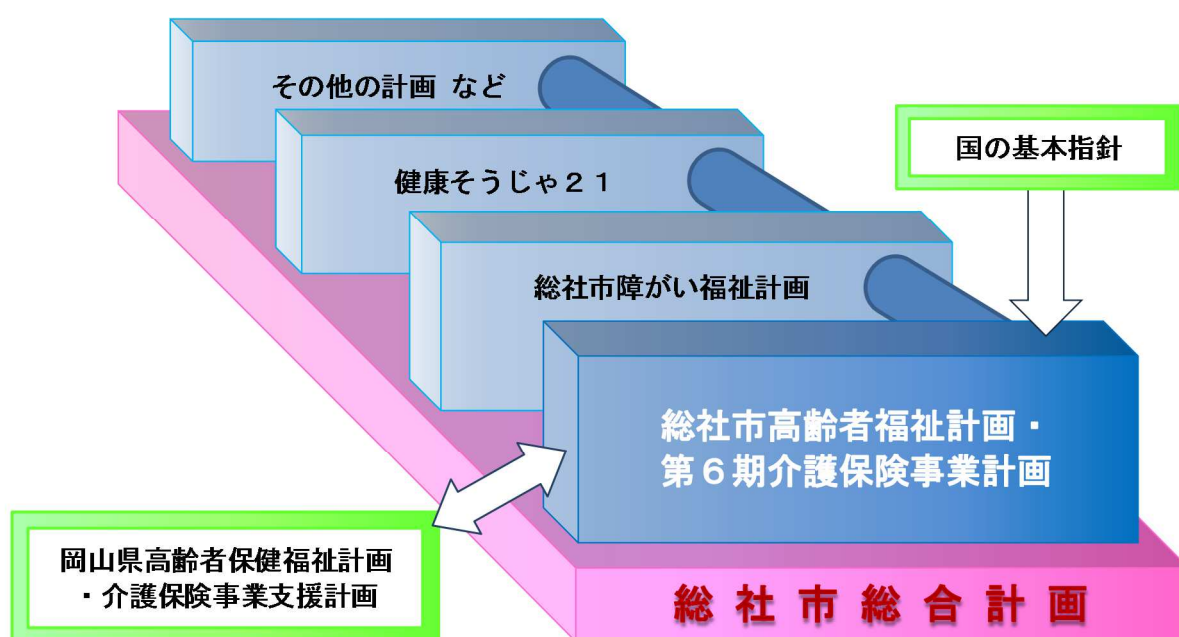 その他の計画 など
健康そうじゃ２１
国の基本指針
総社市障がい福祉計画
総社市高齢者福祉計画・
第６期介護保険事業計画
岡山県高齢者保健福祉計画
・介護保険事業支援計画
総社市総合計画